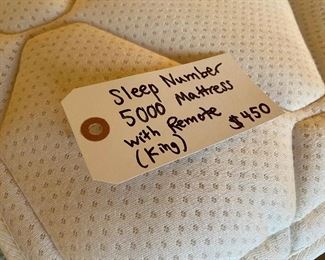 Sleep Number
5000 Mattress
with Remote
(King) $450